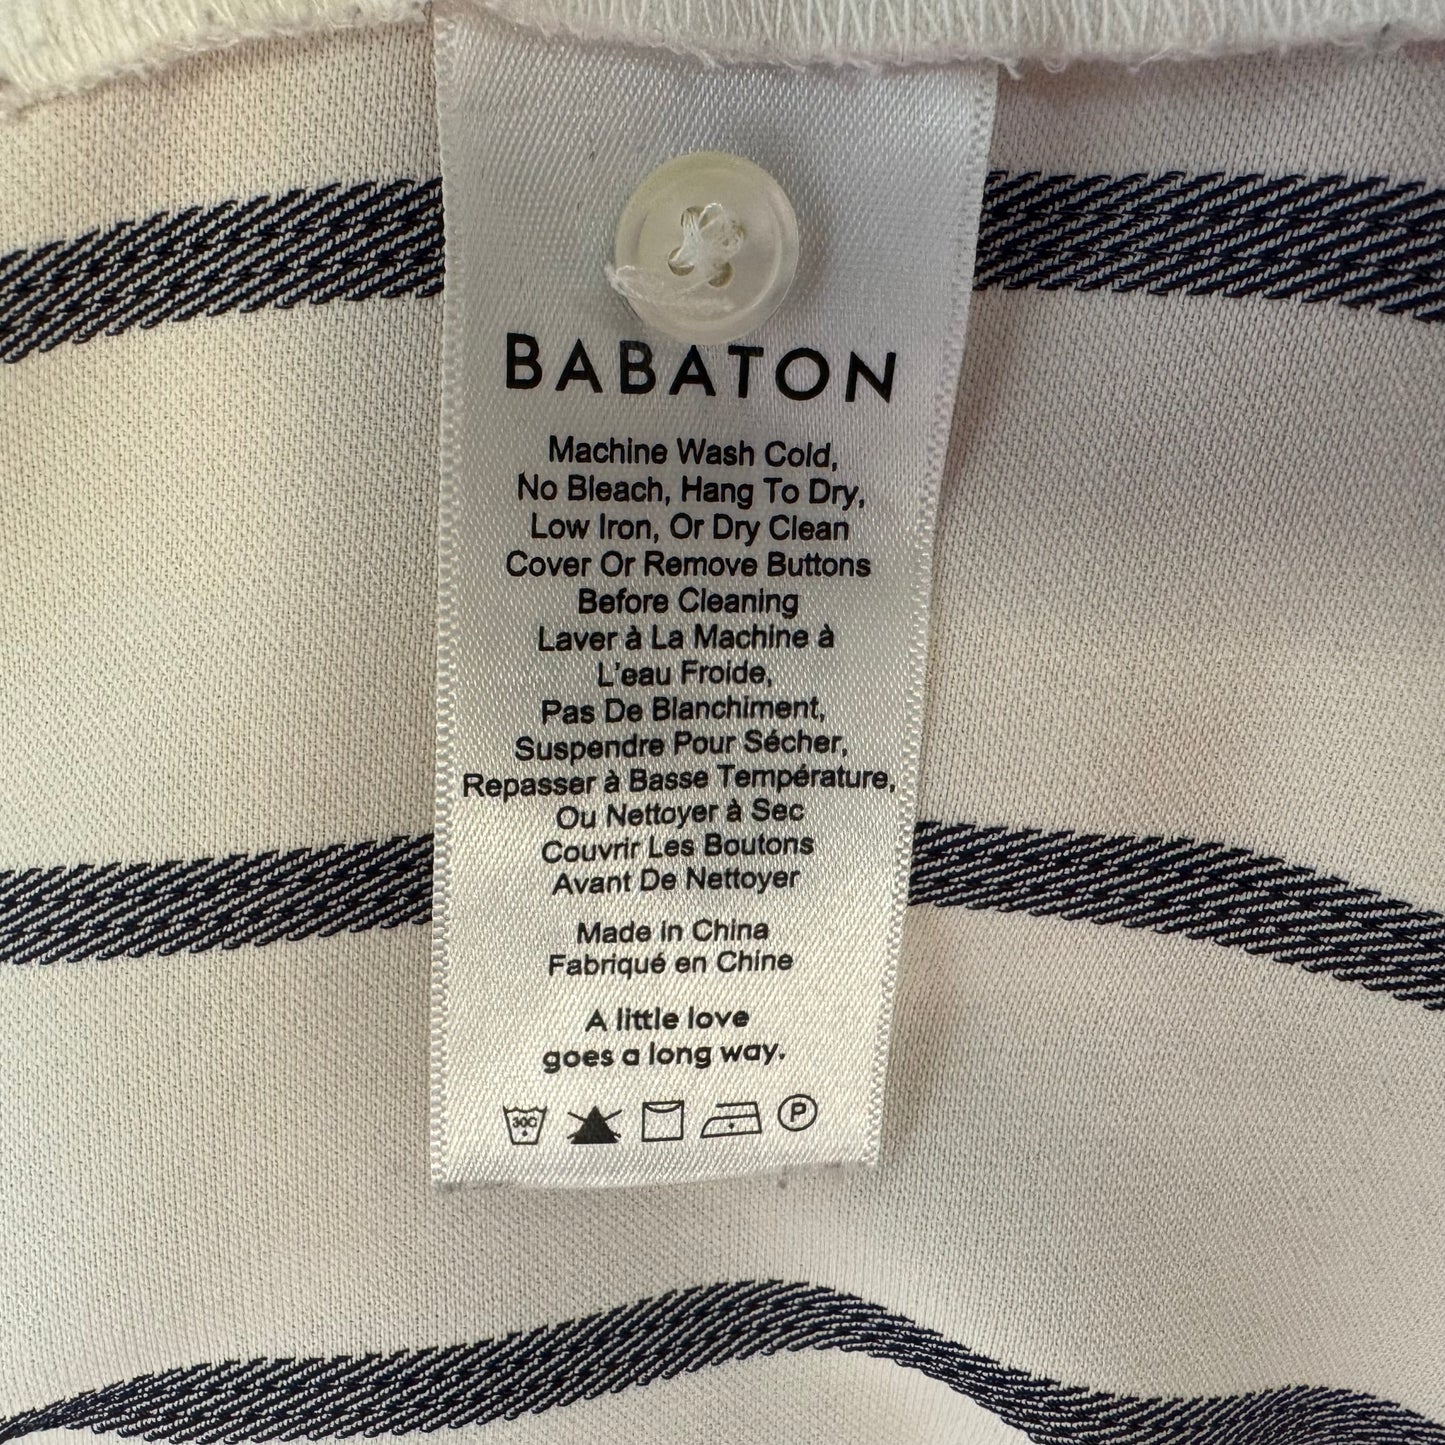 BABATON
Machine Wash Cold,
No Bleach, Hang To Dry,
Low Iron, Or Dry Clean
Cover Or Remove Buttons
Before Cleaning
Laver à La Machine à
L'eau Froide,
Pas De Blanchiment,
Suspendre Pour Sécher,
Repasser à Basse Température,
Ou Nettoyer à Sec
Couvrir Les Boutons
Avant De Nettoyer
Made in China
Fabriqué en Chine
A little love
goes a long way.
30C P